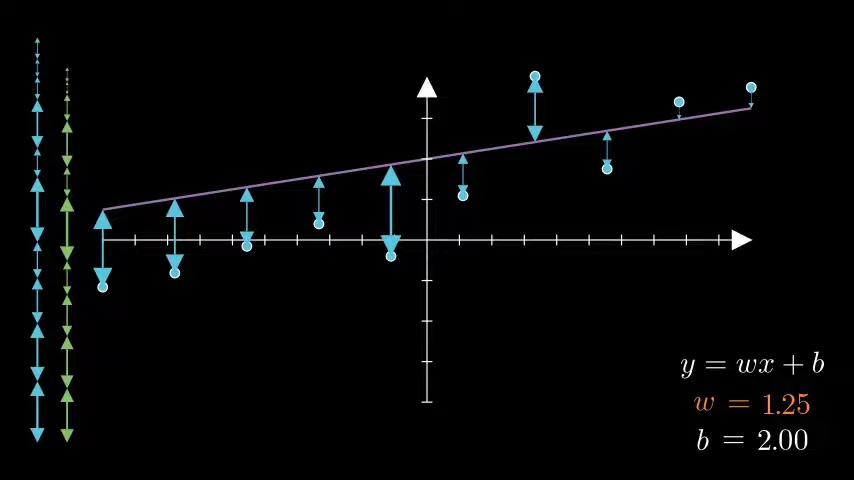 y = wx + b
w = 1.25
b = 2.00